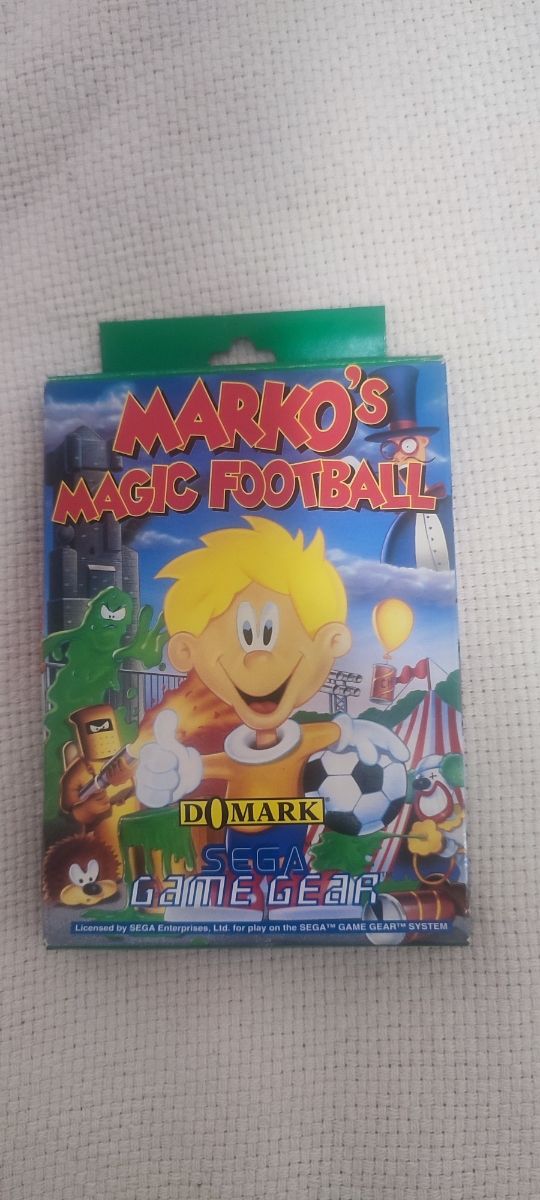 MARKO'S
MAGIC FOOTBALL
DOMARK
SEGA
GAME GEAR
Licensed by SEGA Enterprises, Ltd. for play on the SEGA™ GAME GEAR™ SYSTEM